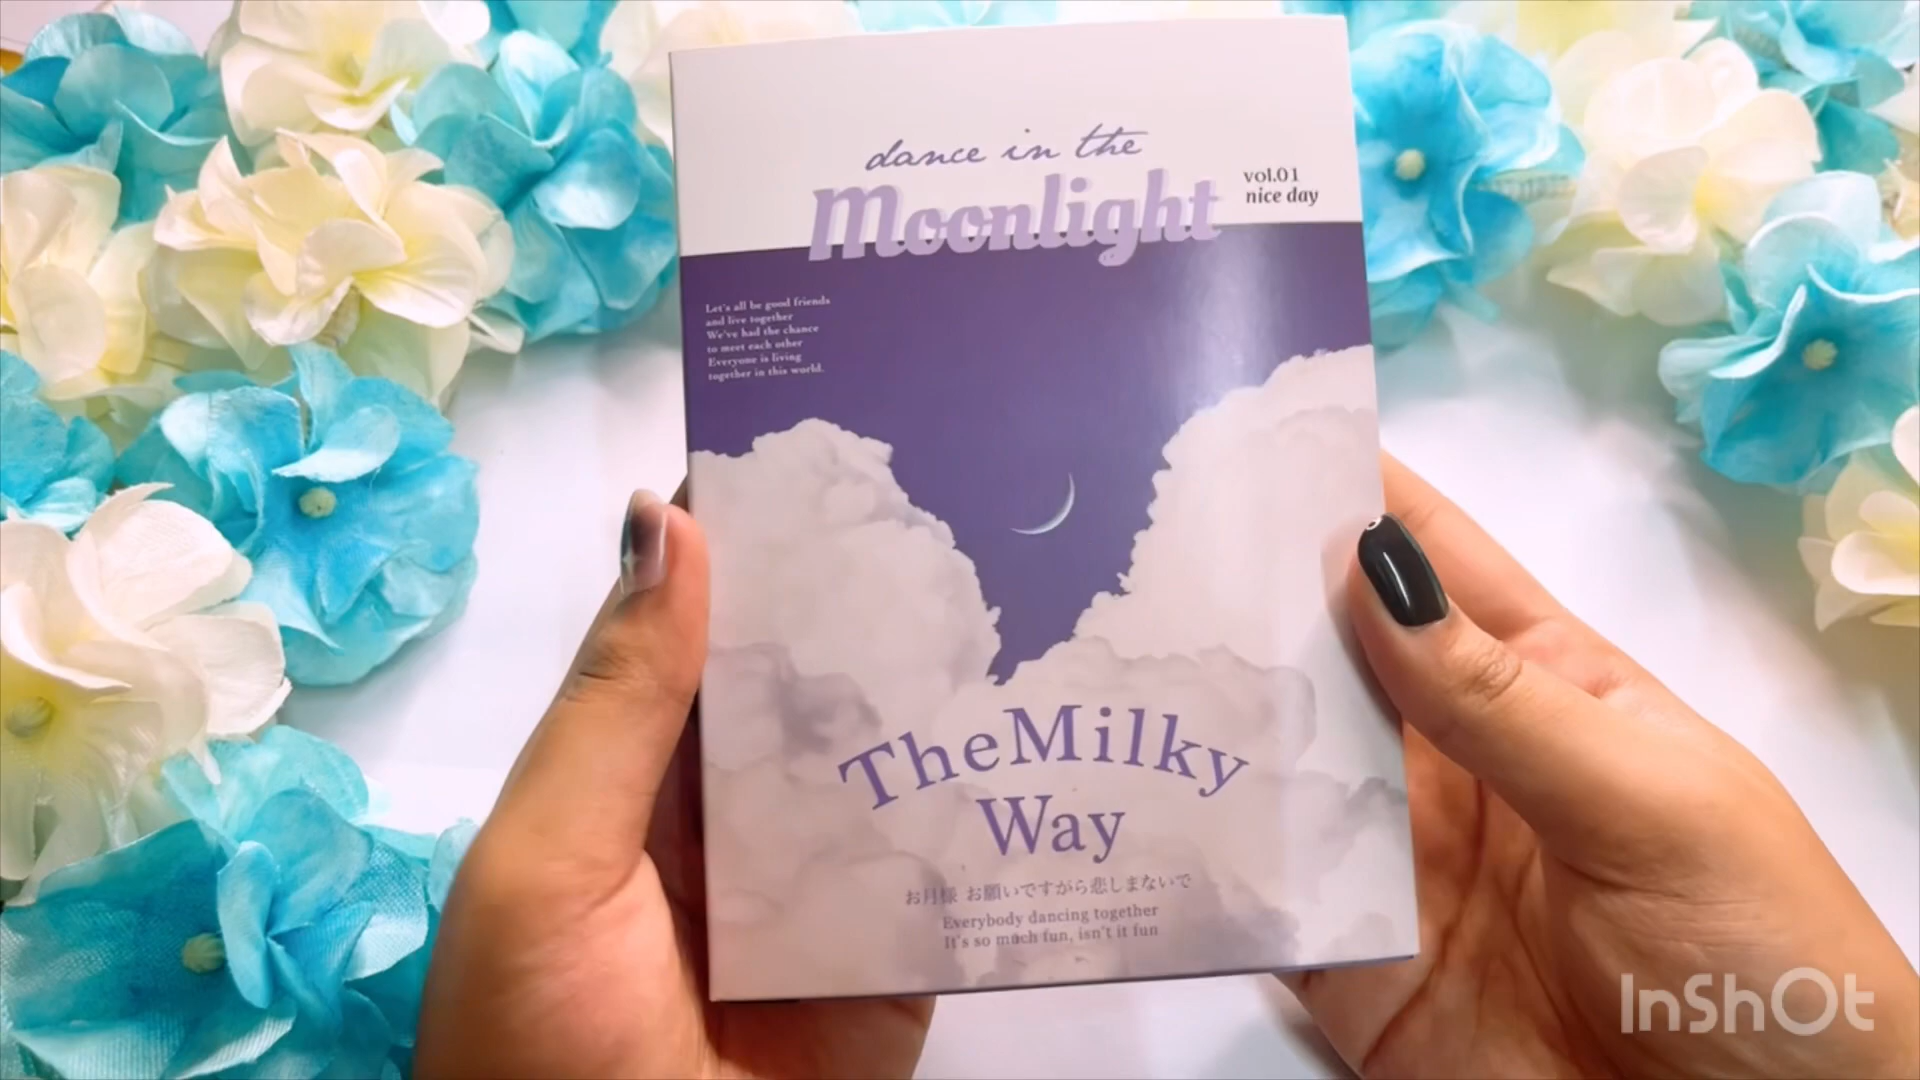 dance in the
Moonlight
vol.01
nice day
Let's all be good friends
and live together
We've had the chance
to meet each other
Everyone is living
together in this world.
The Milky
Way
お月様 お願いですがら悲しまないで
Everybody dancing together
It's so much fun, isn't it fun
InShOt